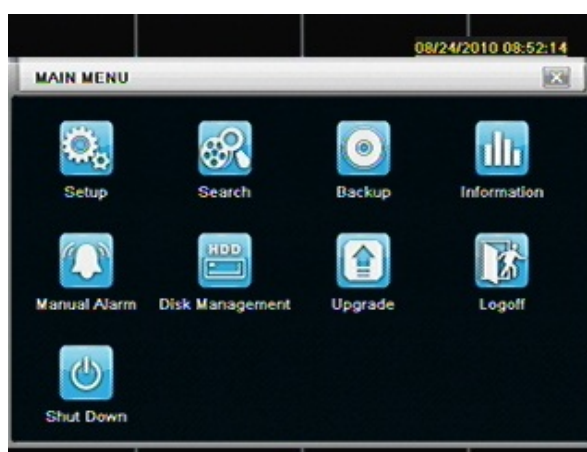 08/24/2010 08:52:14
MAIN MENU
Setup Search Backup Information
HDD
Manual Alarm Disk Management Upgrade Logoff
Shut Down